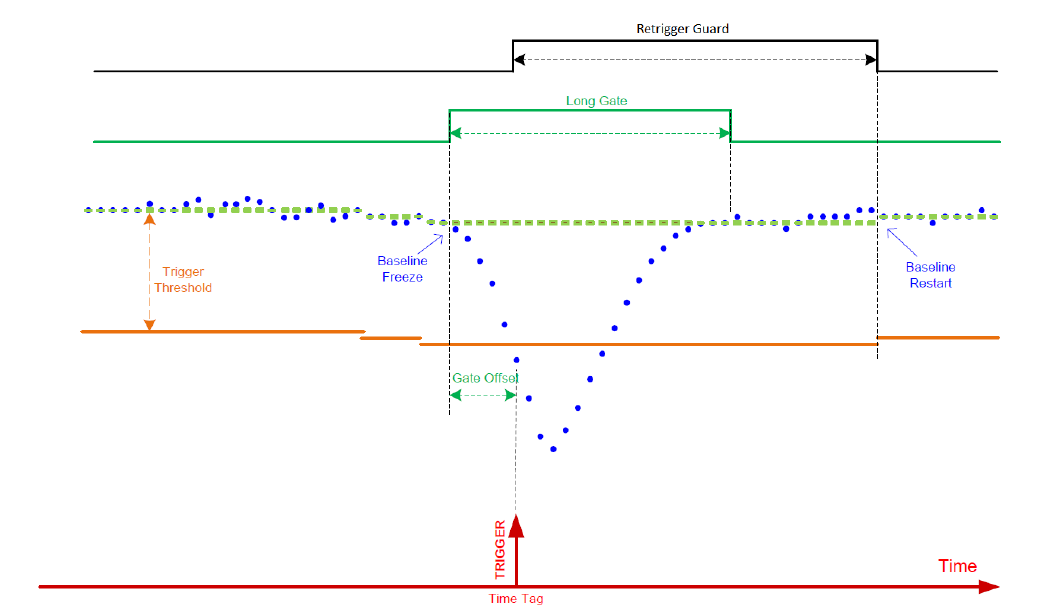 Retrigger Guard
Long Gate
Baseline
Freeze
Trigger
Threshold
Baseline
Restart
Gate Offset
TRIGGER
Time
Time Tag